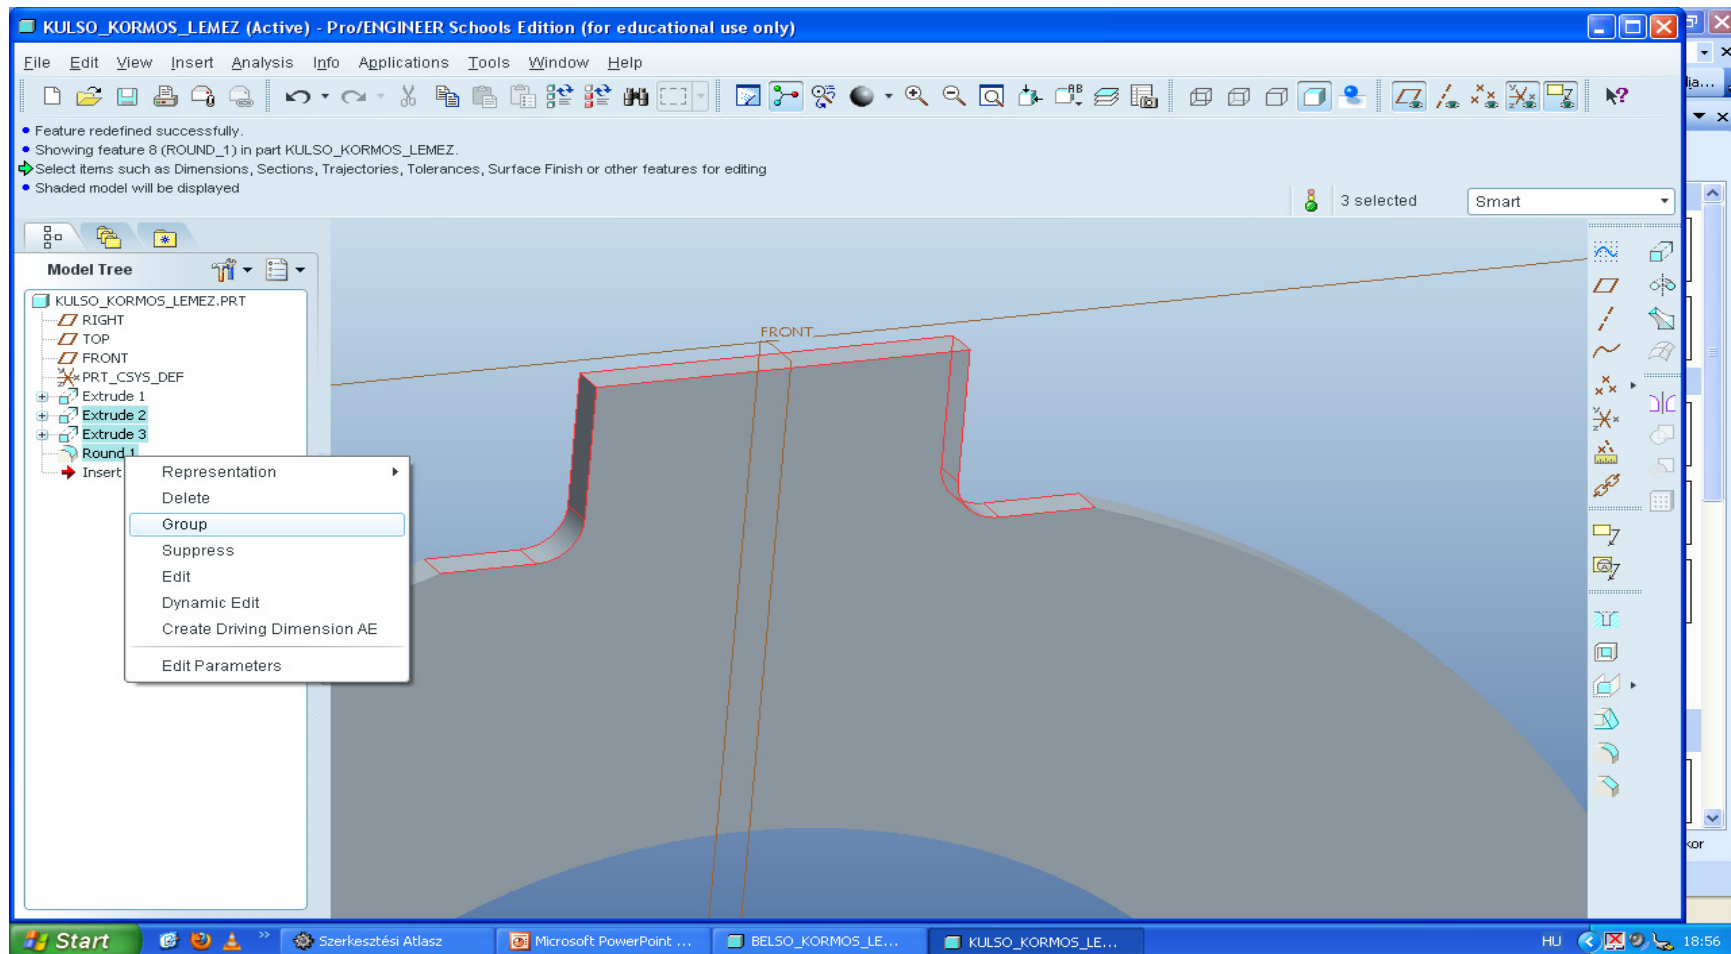 KULSO_KORMOS_LEMEZ (Active) - Pro/ENGINEER Schools Edition (for educational use only)
File Edit View Insert Analysis Info Applications Tools Window Help
Feature redefined successfully.
Showing feature 8 (ROUND_1) in part KULSO_KORMOS_LEMEZ.
Select items such as Dimensions, Sections, Trajectories, Tolerances, Surface Finish or other features for editing
Shaded model will be displayed
3 selected
Smart
Model Tree
KULSO_KORMOS_LEMEZ.PRT
RIGHT
TOP
FRONT
PRT_CSYS_DEF
Extrude 1
Extrude 2
Extrude 3
Round 1
Insert
Representation
Delete
Group
Suppress
Edit
Dynamic Edit
Create Driving Dimension AE
Edit Parameters
FRONT
Start
Szerkesztési Atlasz
Microsoft PowerPoint ...
BELSO_KORMOS_LE...
KULSO_KORMOS_LE...
HU
18:56